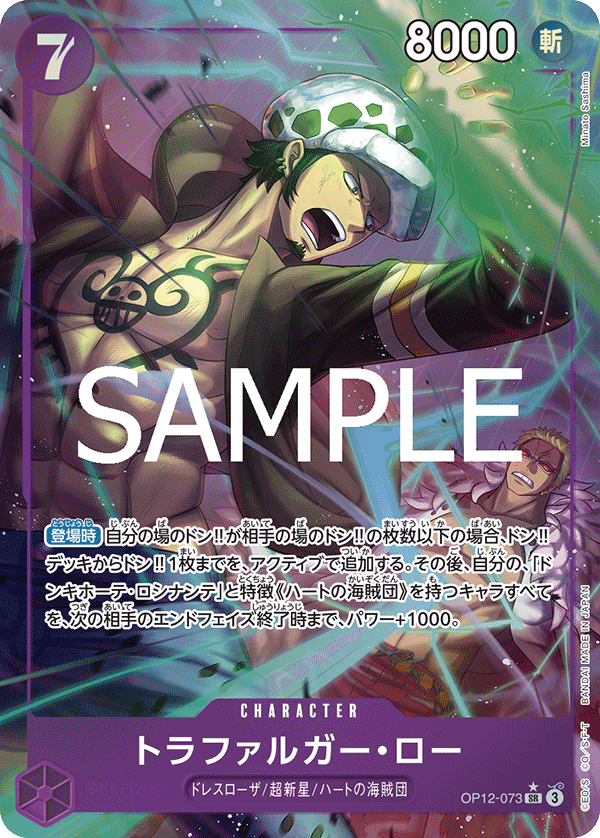 7
8000
斬
Minato Sashima
SAMPLE
登場時 自分の場のドン!!が相手の場のドン!!の枚数以下の場合、ドン!!
デッキからドン!!1枚までを、アクティブで追加する。その後、自分の、「ド
ンキホーテ・ロシナンテ」と特徴《ハートの海賊団》を持つキャラすべて
を、次の相手のエンドフェイズ終了時まで、パワー+1000。
©E.O/S ©O/S・F・T BANDAI MADE IN JAPAN
CHARACTER
トラファルガー・ロー
ドレスローザ/超新星/ハートの海賊団
OP12-073 SR 3